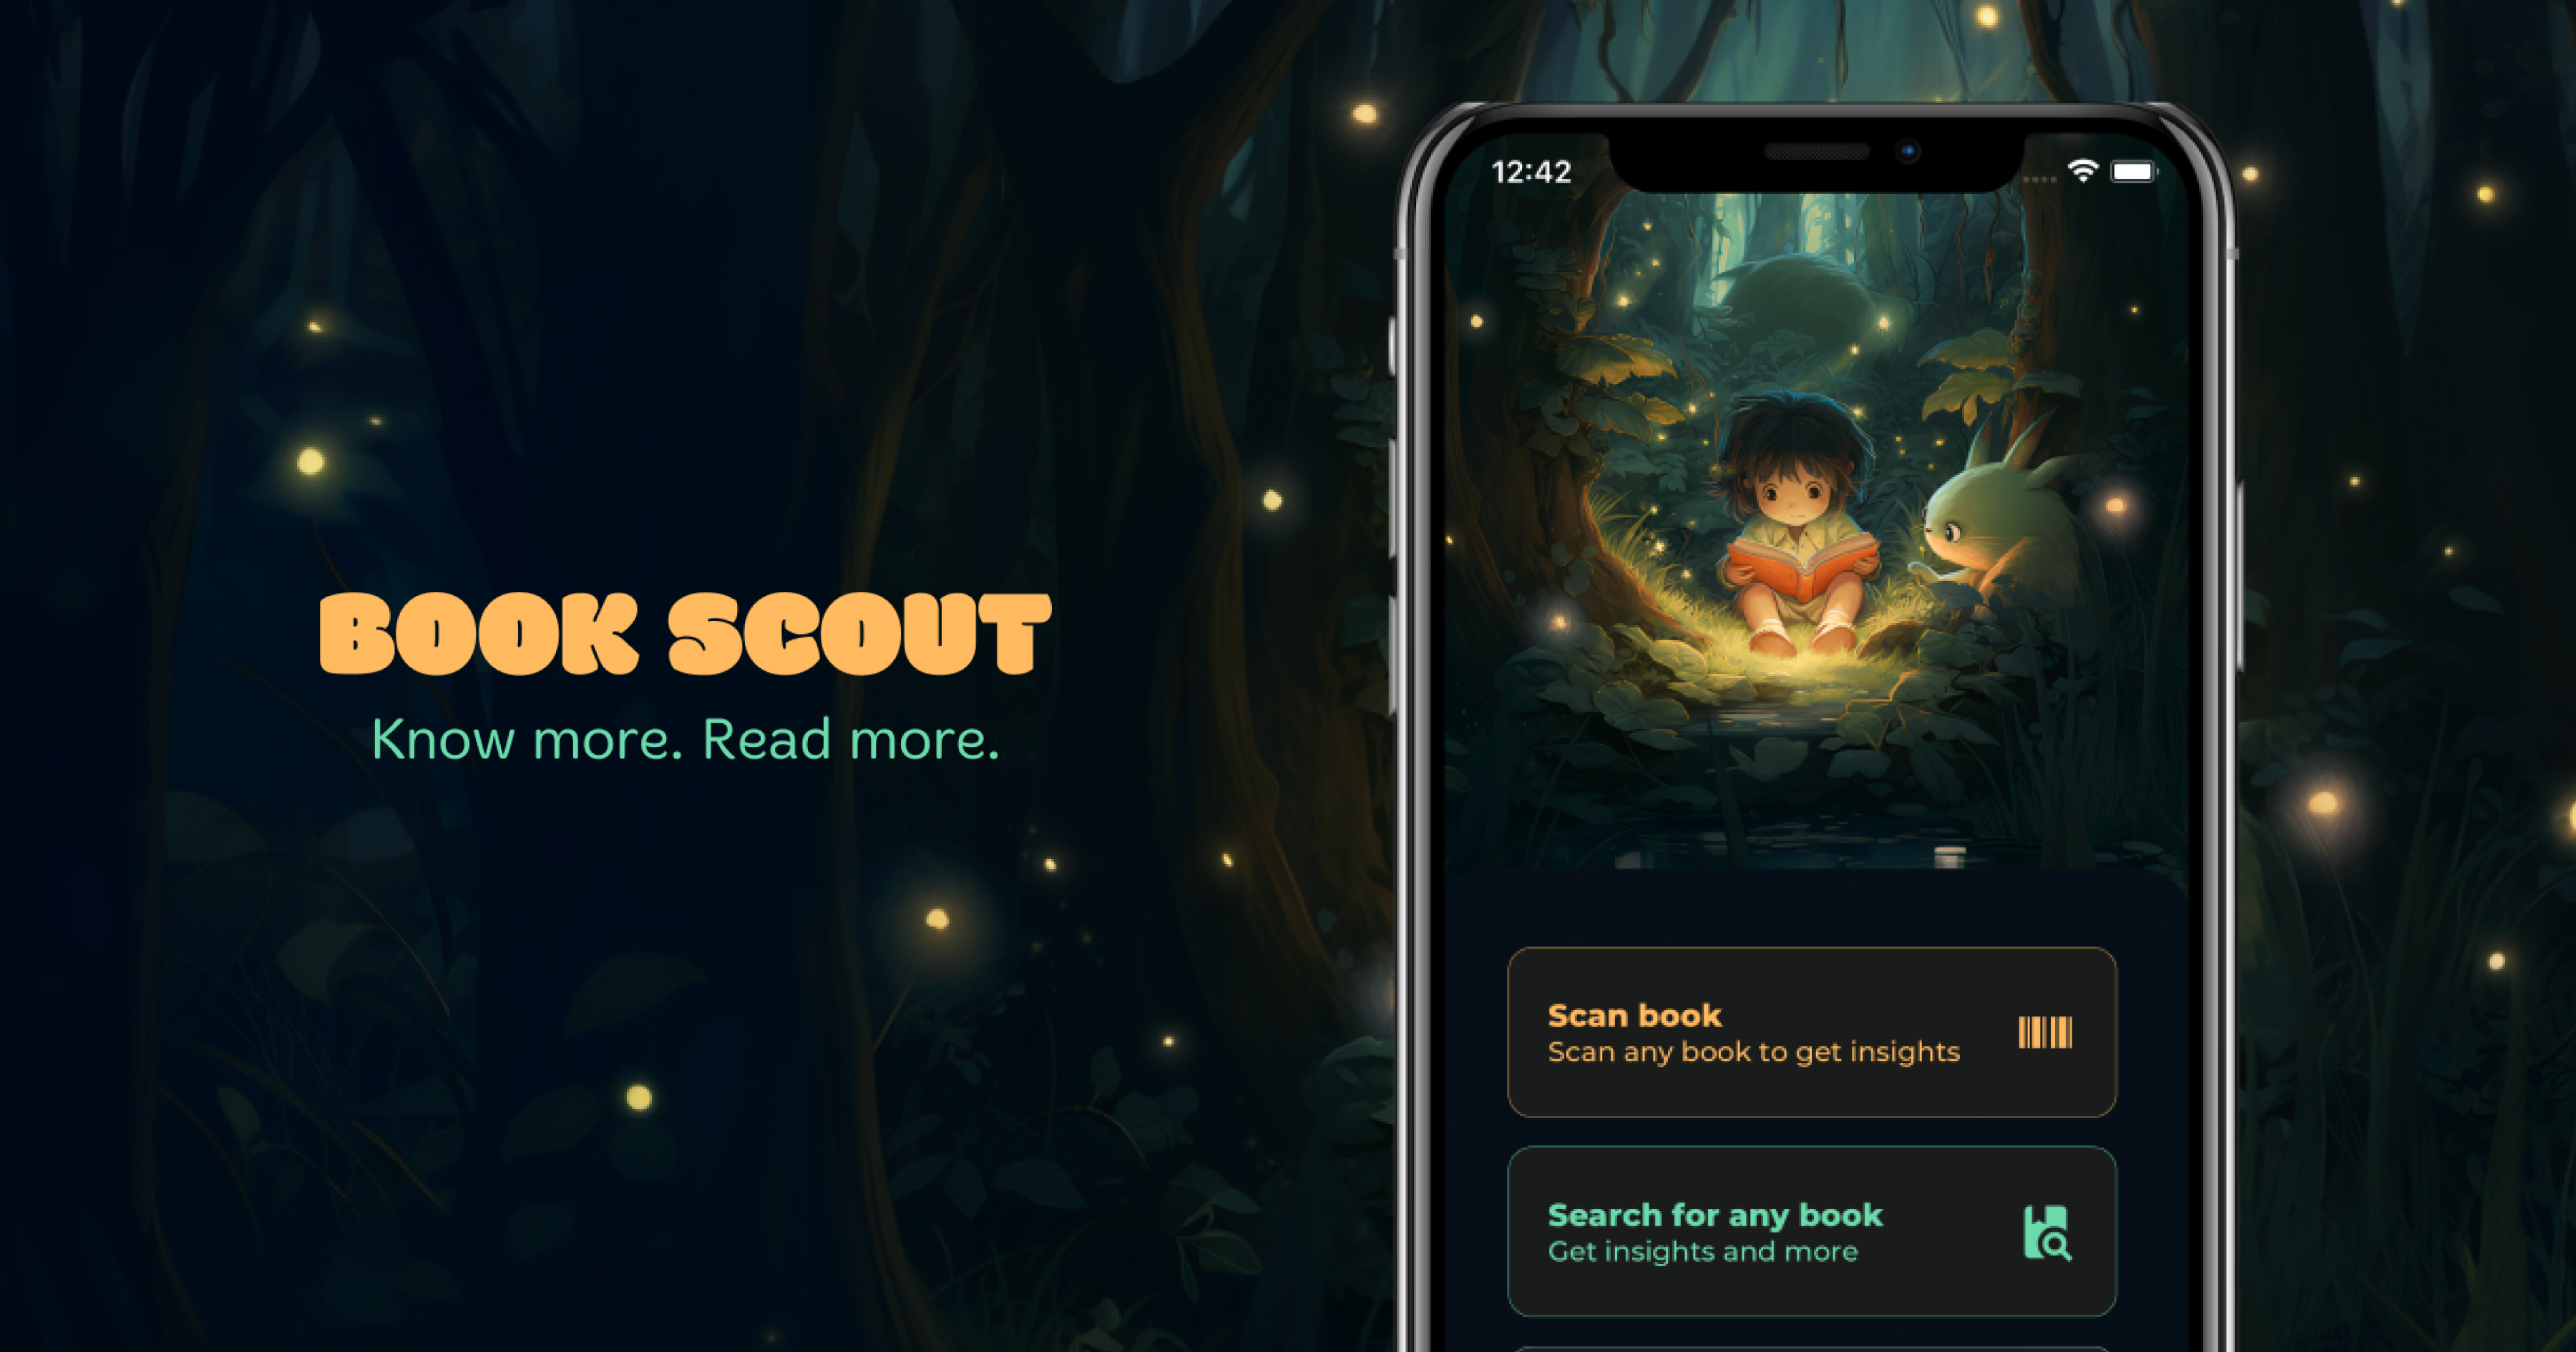 BOOK SCOUT
Know more. Read more.
12:42
Scan book
Scan any book to get insights
Search for any book
Get insights and more